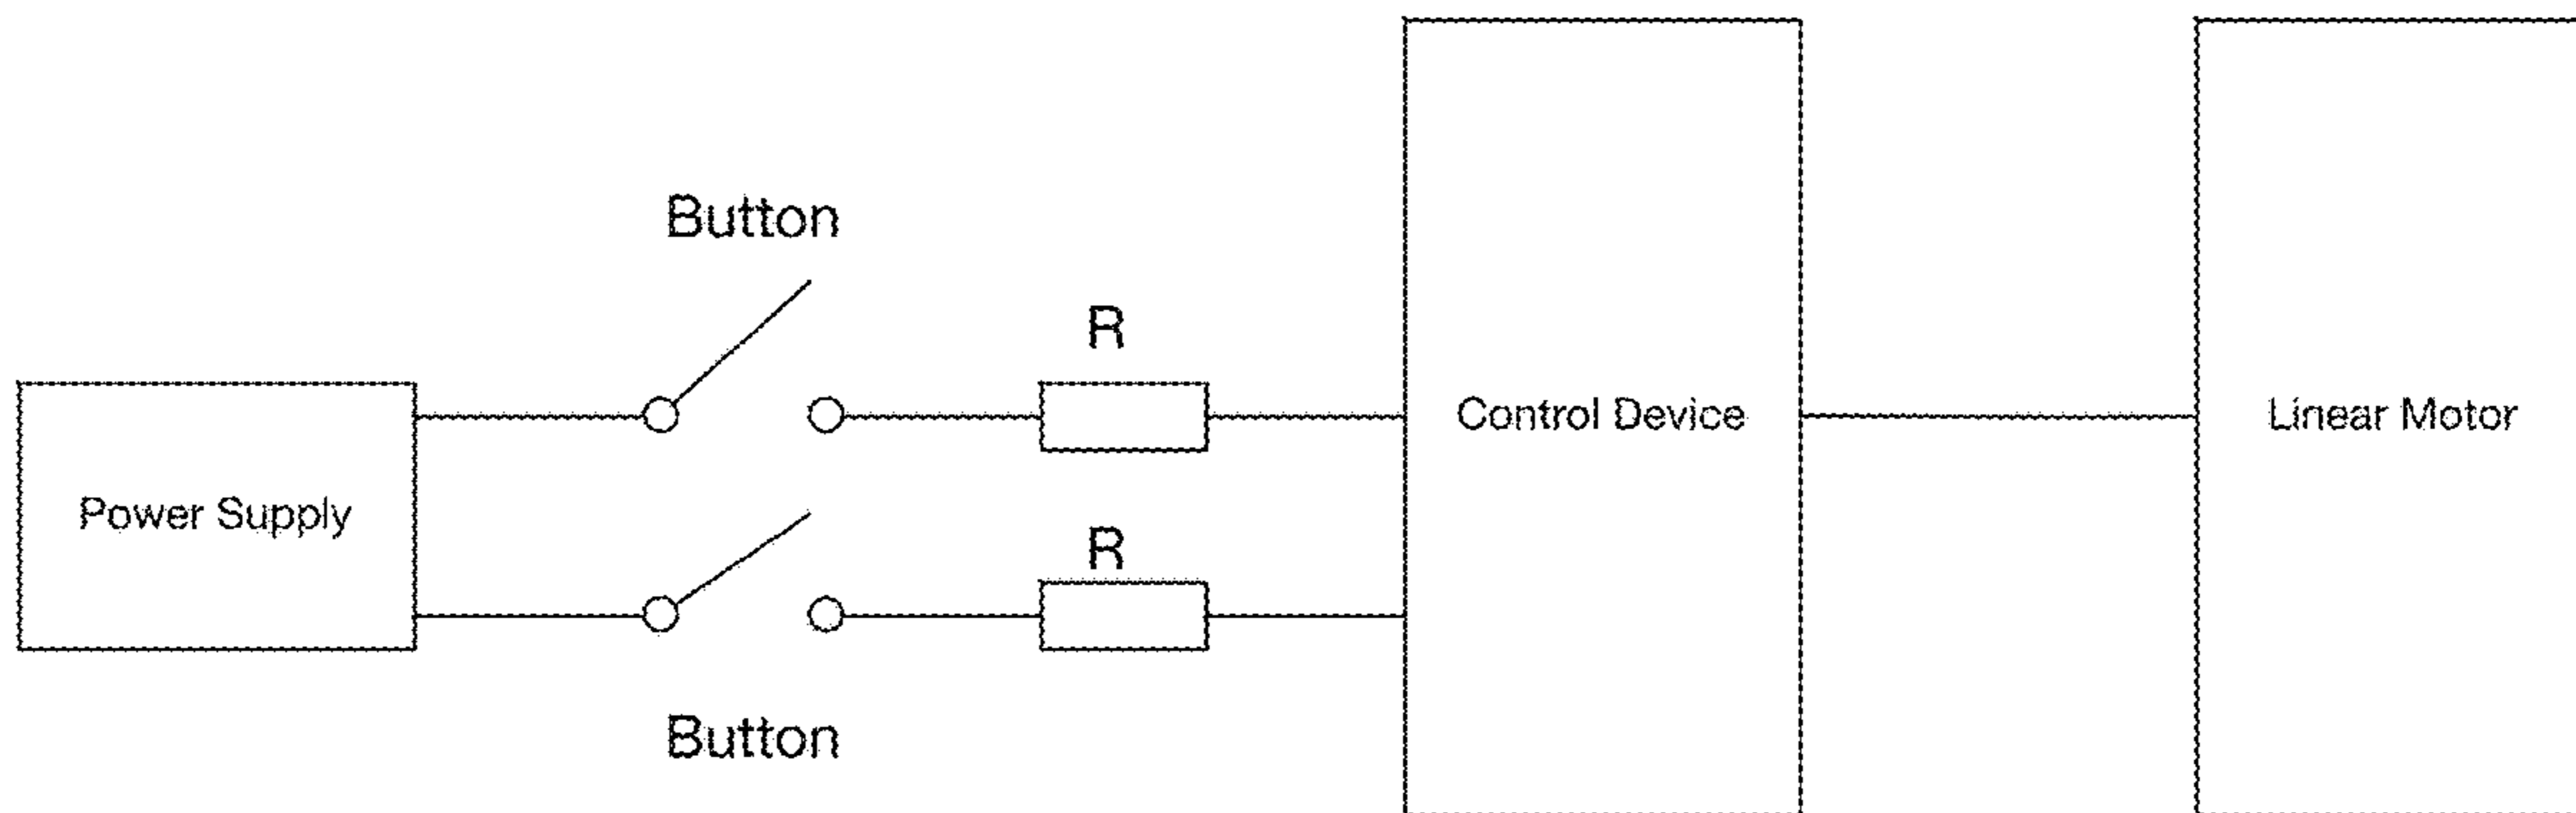 Button
R
Control Device
Linear Motor
Power Supply
R
Button